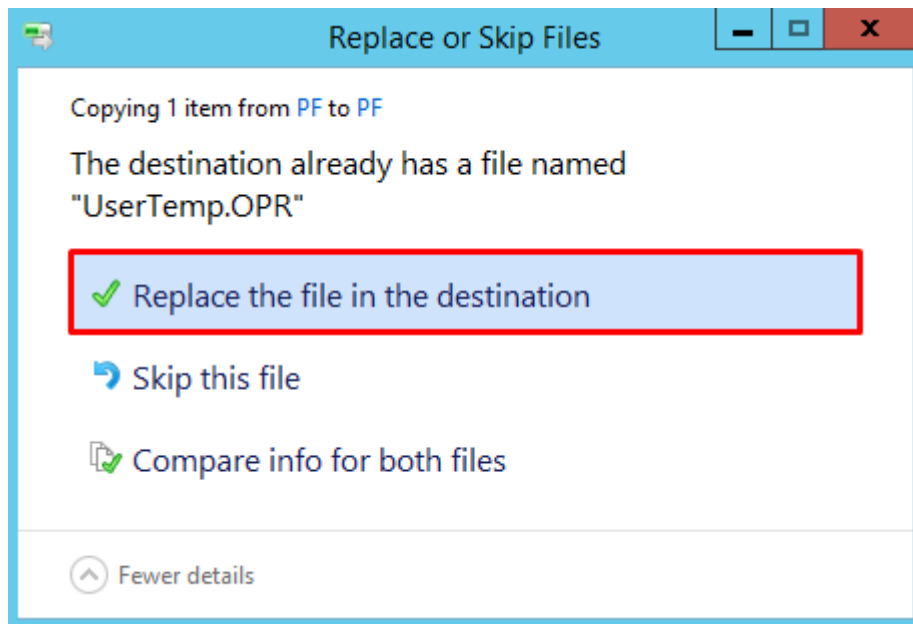 Replace or Skip Files
Copying 1 item from PF to PF
The destination already has a file named
"UserTemp.OPR"
Replace the file in the destination
Skip this file
Compare info for both files
Fewer details